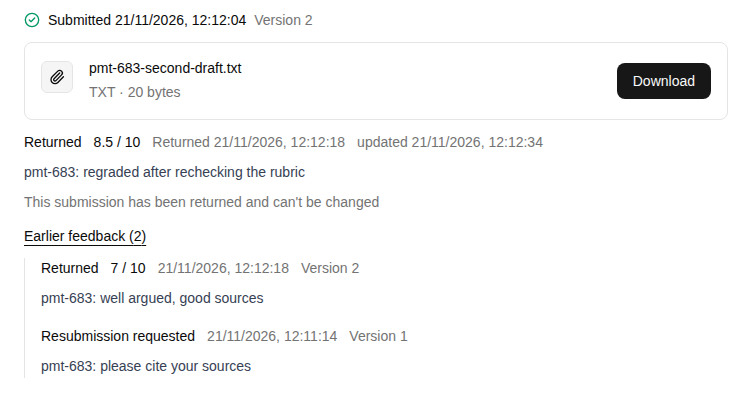 Submitted 21/11/2026, 12:12:04 Version 2
pmt-683-second-draft.txt
TXT · 20 bytes
Download
Returned 8.5 / 10 Returned 21/11/2026, 12:12:18 updated 21/11/2026, 12:12:34
pmt-683: regraded after rechecking the rubric
This submission has been returned and can't be changed
Earlier feedback (2)
Returned 7 / 10 21/11/2026, 12:12:18 Version 2
pmt-683: well argued, good sources
Resubmission requested 21/11/2026, 12:11:14 Version 1
pmt-683: please cite your sources